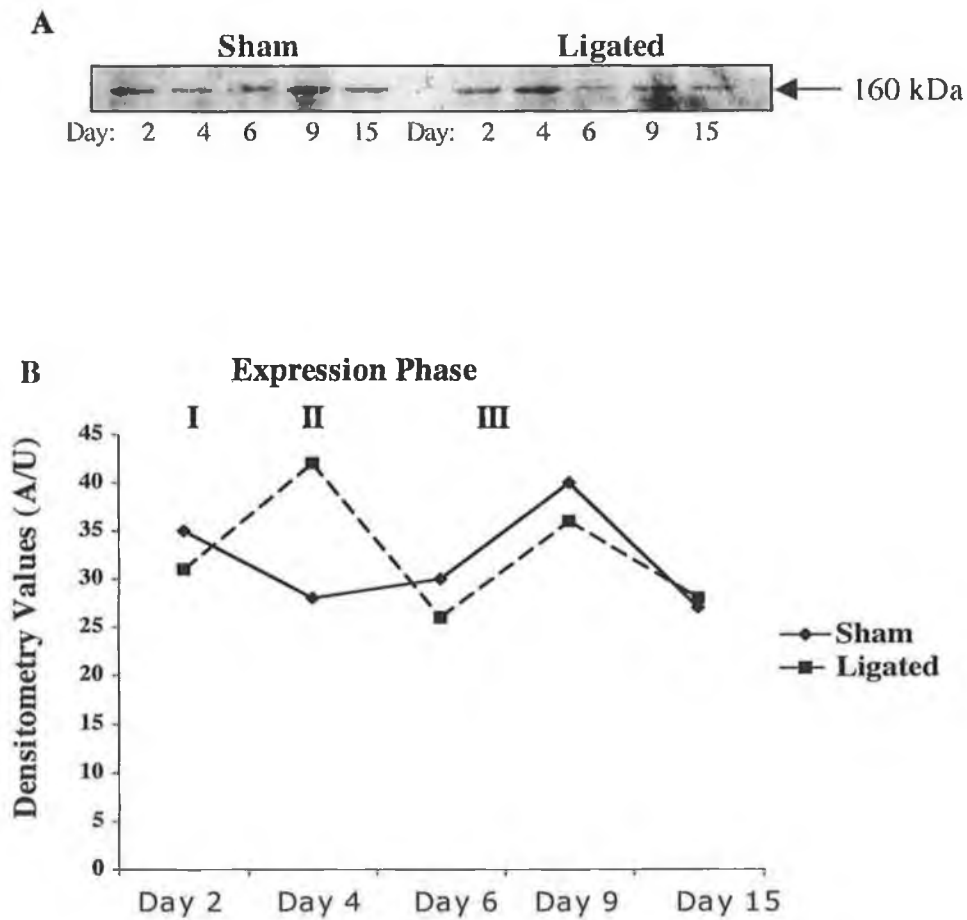 A
Sham Ligated
160 kDa
Day: 2 4 6 9 15 Day: 2 4 6 9 15
B Expression Phase
I II III
Densitometry Values (A/U)
45
40
35
30
25
20
15
10
5
0
Day 2 Day 4 Day 6 Day 9 Day 15
Sham
Ligated